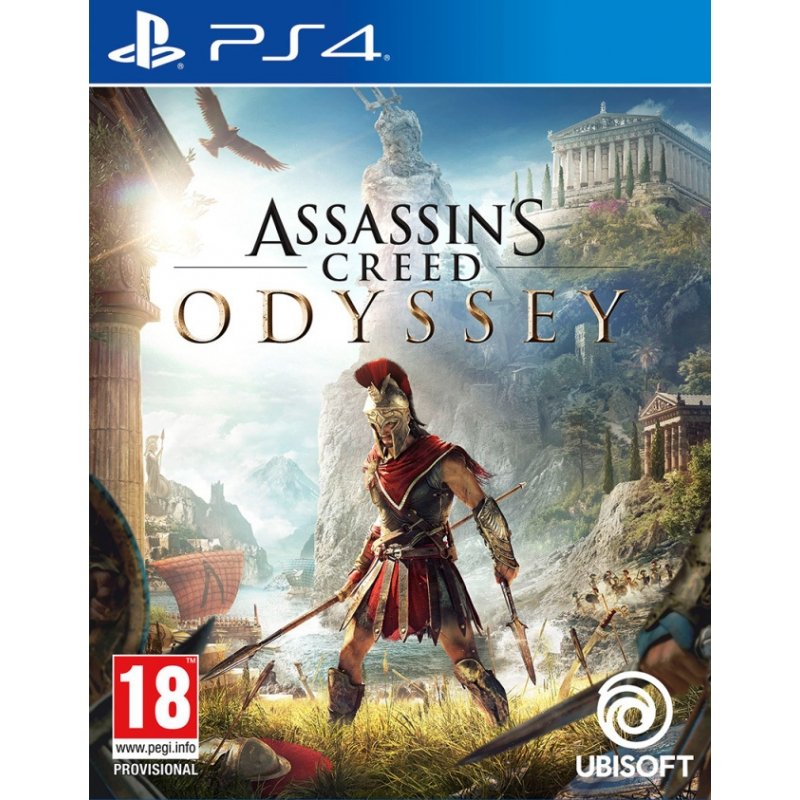 PS4
ASSASSIN'S
CREED
ODYSSEY
18
www.pegi.info
PROVISIONAL
UBISOFT